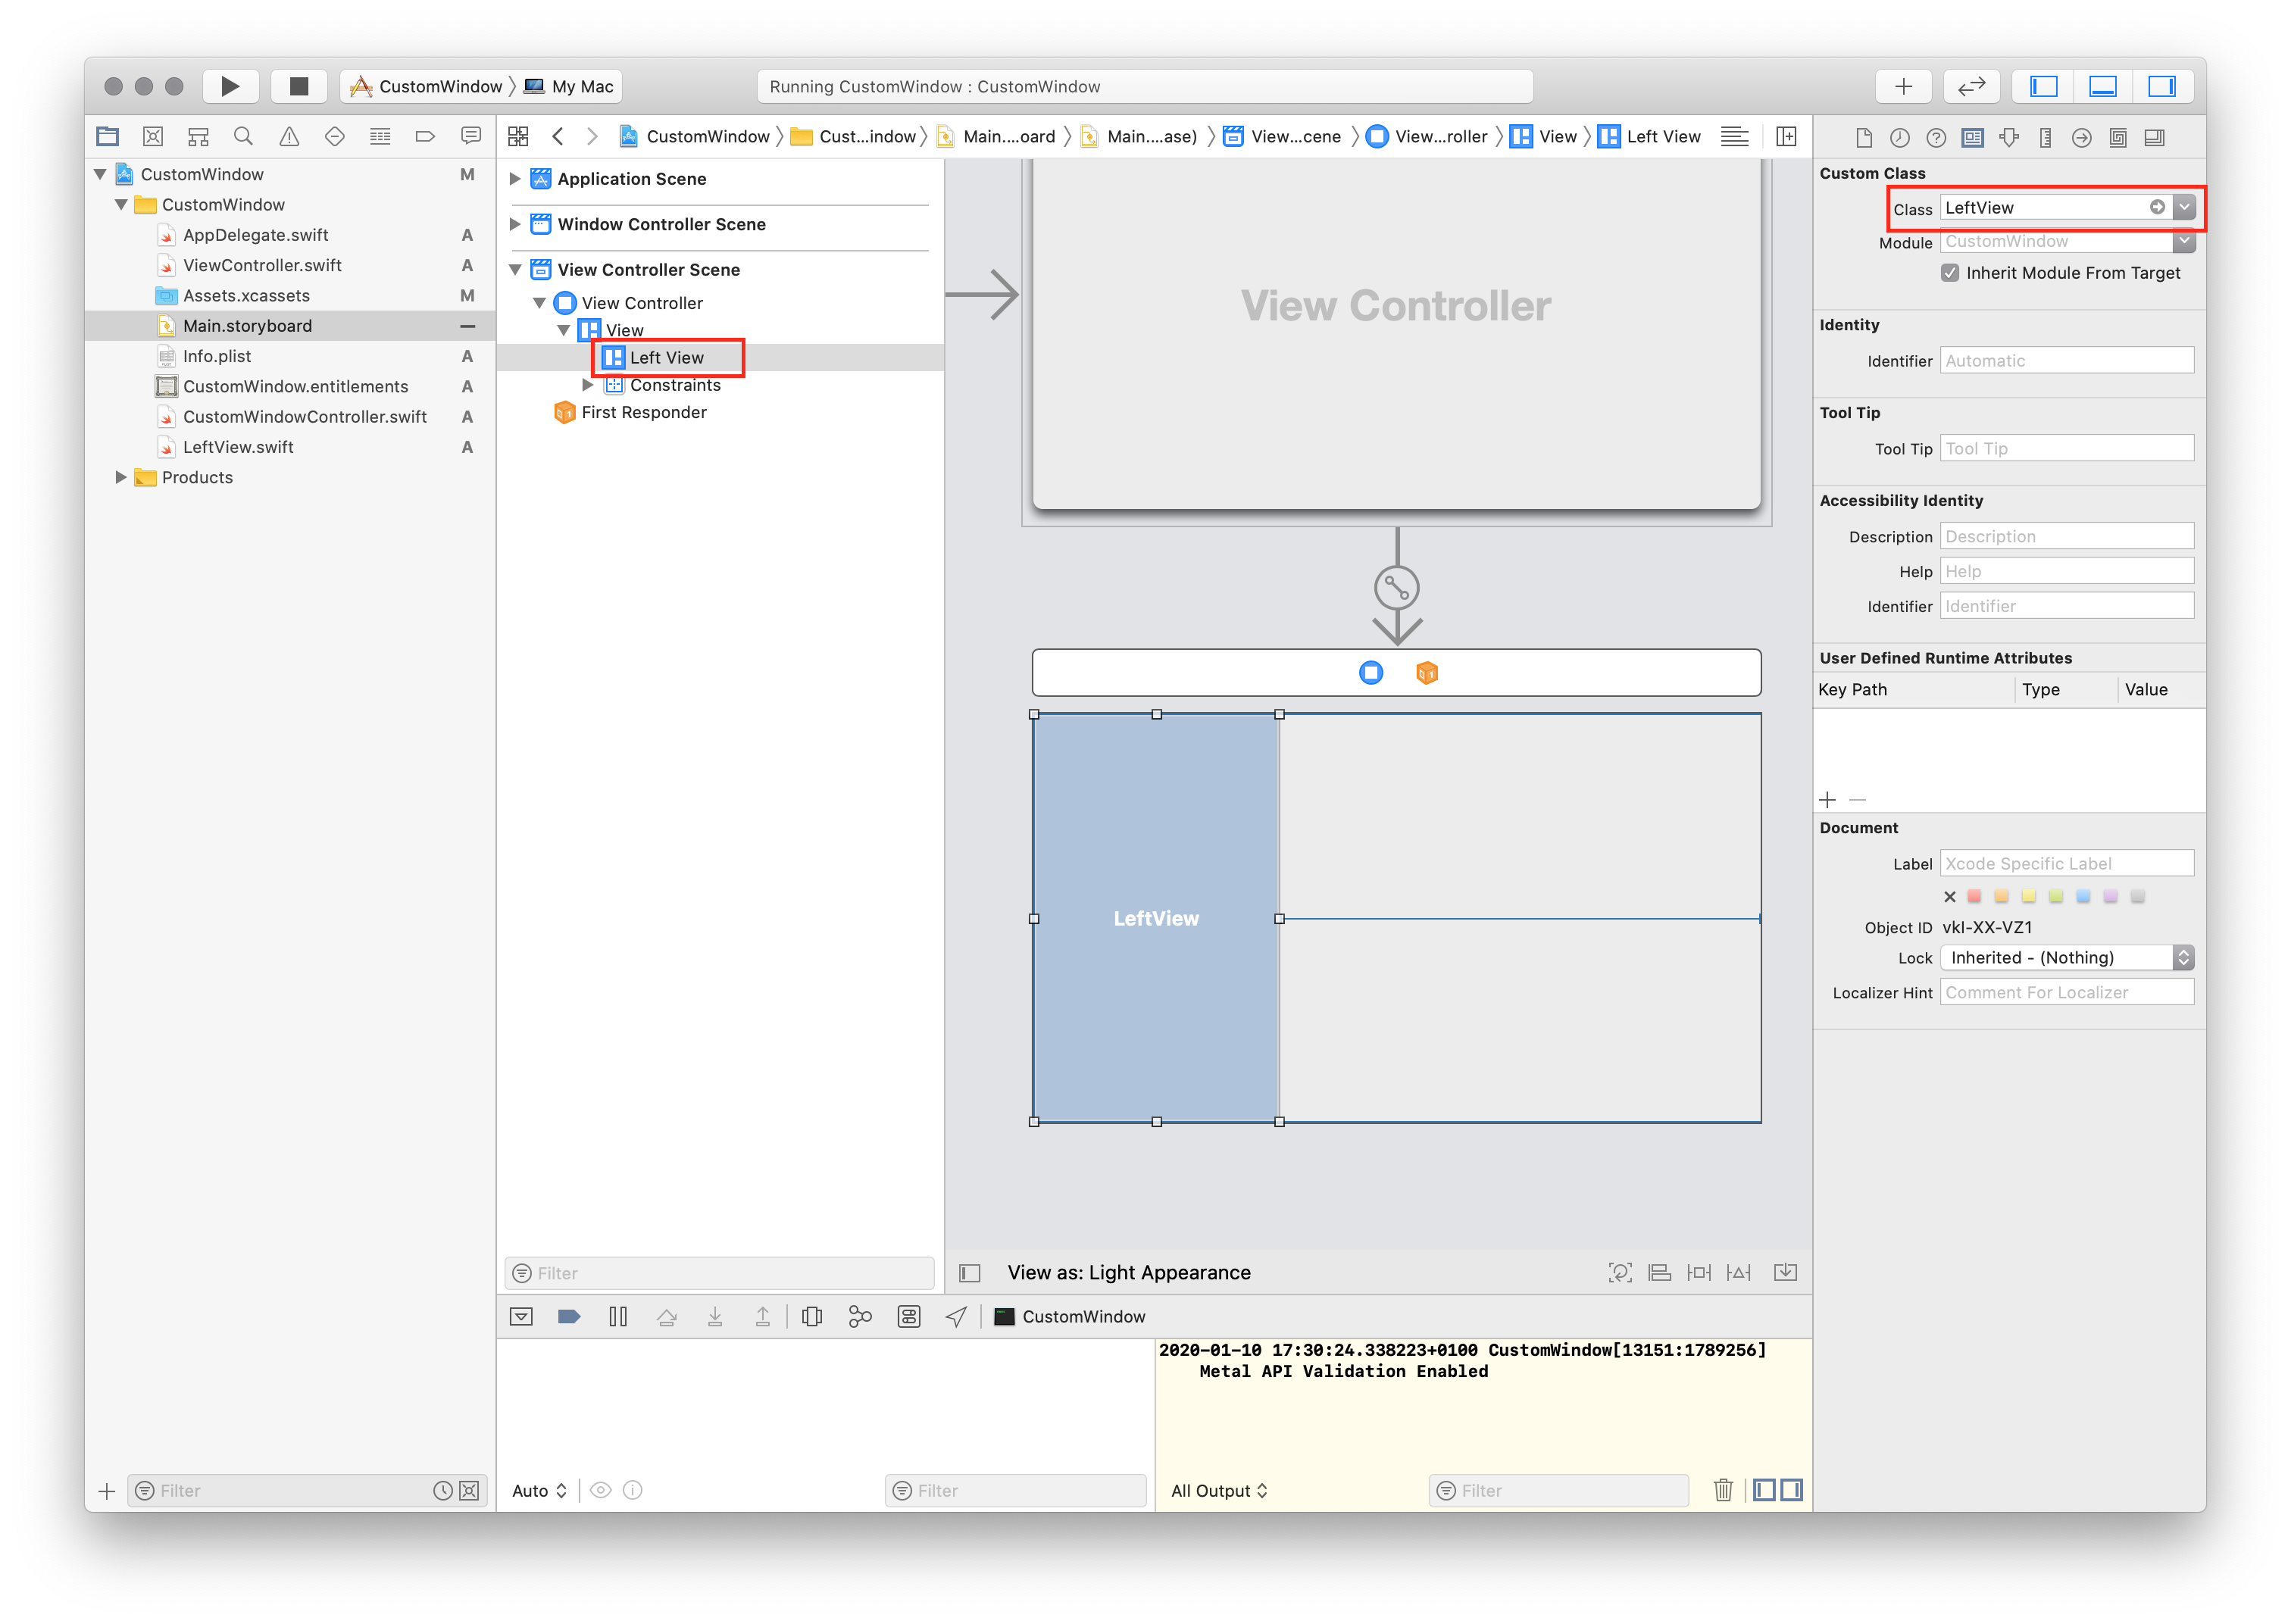 CustomWindow 〉 My Mac
Running CustomWindow : CustomWindow
CustomWindow M
CustomWindow
AppDelegate.swift A
ViewController.swift A
Assets.xcassets M
Main.storyboard —
Info.plist A
CustomWindow.entitlements A
CustomWindowController.swift A
LeftView.swift A
Products
Filter
CustomWindow 〉 Cust...indow 〉 Main....oard 〉 Main....ase) 〉 View...cene 〉 View...roller 〉 View 〉 Left View
Application Scene
Window Controller Scene
View Controller Scene
View Controller
View
Left View
Constraints
First Responder
Filter
View Controller
LeftView
View as: Light Appearance
CustomWindow
Auto
Filter
2020-01-10 17:30:24.338223+0100 CustomWindow[13151:1789256]
Metal API Validation Enabled
All Output
Filter
Custom Class
Class LeftView
Module CustomWindow
Inherit Module From Target
Identity
Identifier Automatic
Tool Tip
Tool Tip Tool Tip
Accessibility Identity
Description Description
Help Help
Identifier Identifier
User Defined Runtime Attributes
Key Path Type Value
Document
Label Xcode Specific Label
Object ID vkI-XX-VZ1
Lock Inherited - (Nothing)
Localizer Hint Comment For Localizer